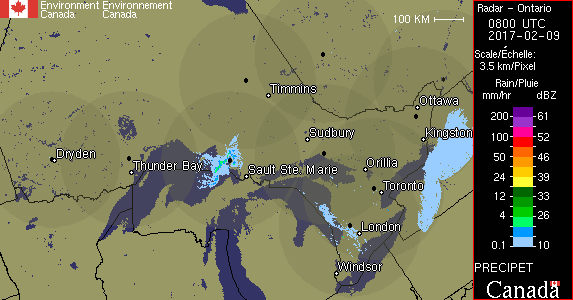 Environment Environnement
Canada Canada
100 KM
Timmins
Ottawa
Sudbury
Kingston
Dryden
Thunder Bay
Sault Ste. Marie
Orillia
Toronto
London
Windsor
Radar - Ontario
0800 UTC
2017-02-09
Scale/Échelle:
3.5 km/Pixel
Rain/Pluie
mm/hr dBZ
200 61
100 52
50 46
24 39
12 33
4 26
0.1 10
PRECIPET
Canada